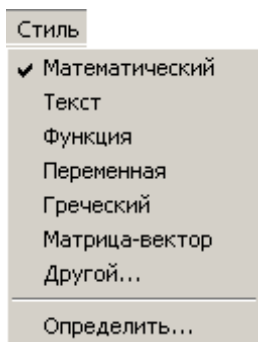 Стиль
Математический
Текст
Функция
Переменная
Греческий
Матрица-вектор
Другой...
Определить...